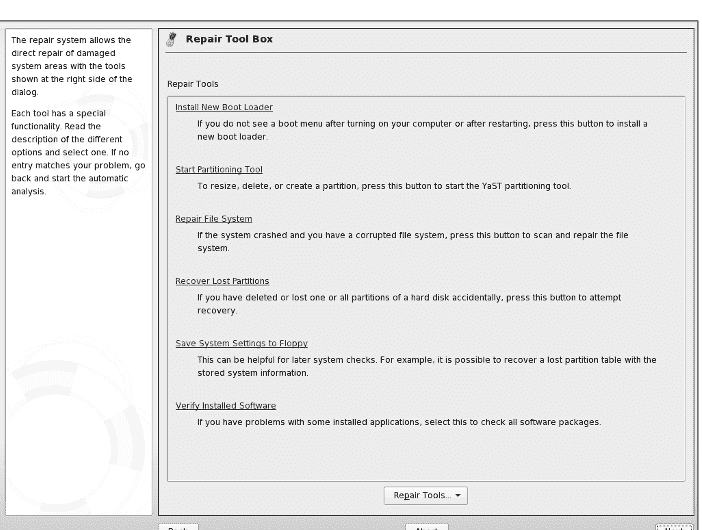 The repair system allows the
direct repair of damaged
system areas with the tools
shown at the right side of the
dialog.
Each tool has a special
functionality. Read the
description of the different
options and select one. If no
entry matches your problem, go
back and start the automatic
analysis.
Repair Tool Box
Repair Tools
Install New Boot Loader
If you do not see a boot menu after turning on your computer or after restarting, press this button to install a
new boot loader.
Start Partitioning Tool
To resize, delete, or create a partition, press this button to start the YaST partitioning tool.
Repair File System
If the system crashed and you have a corrupted file system, press this button to scan and repair the file
system.
Recover Lost Partitions
If you have deleted or lost one or all partitions of a hard disk accidentally, press this button to attempt
recovery.
Save System Settings to Floppy
This can be helpful for later system checks. For example, it is possible to recover a lost partition table with the
stored system information.
Verify Installed Software
If you have problems with some installed applications, select this to check all software packages.
Repair Tools...